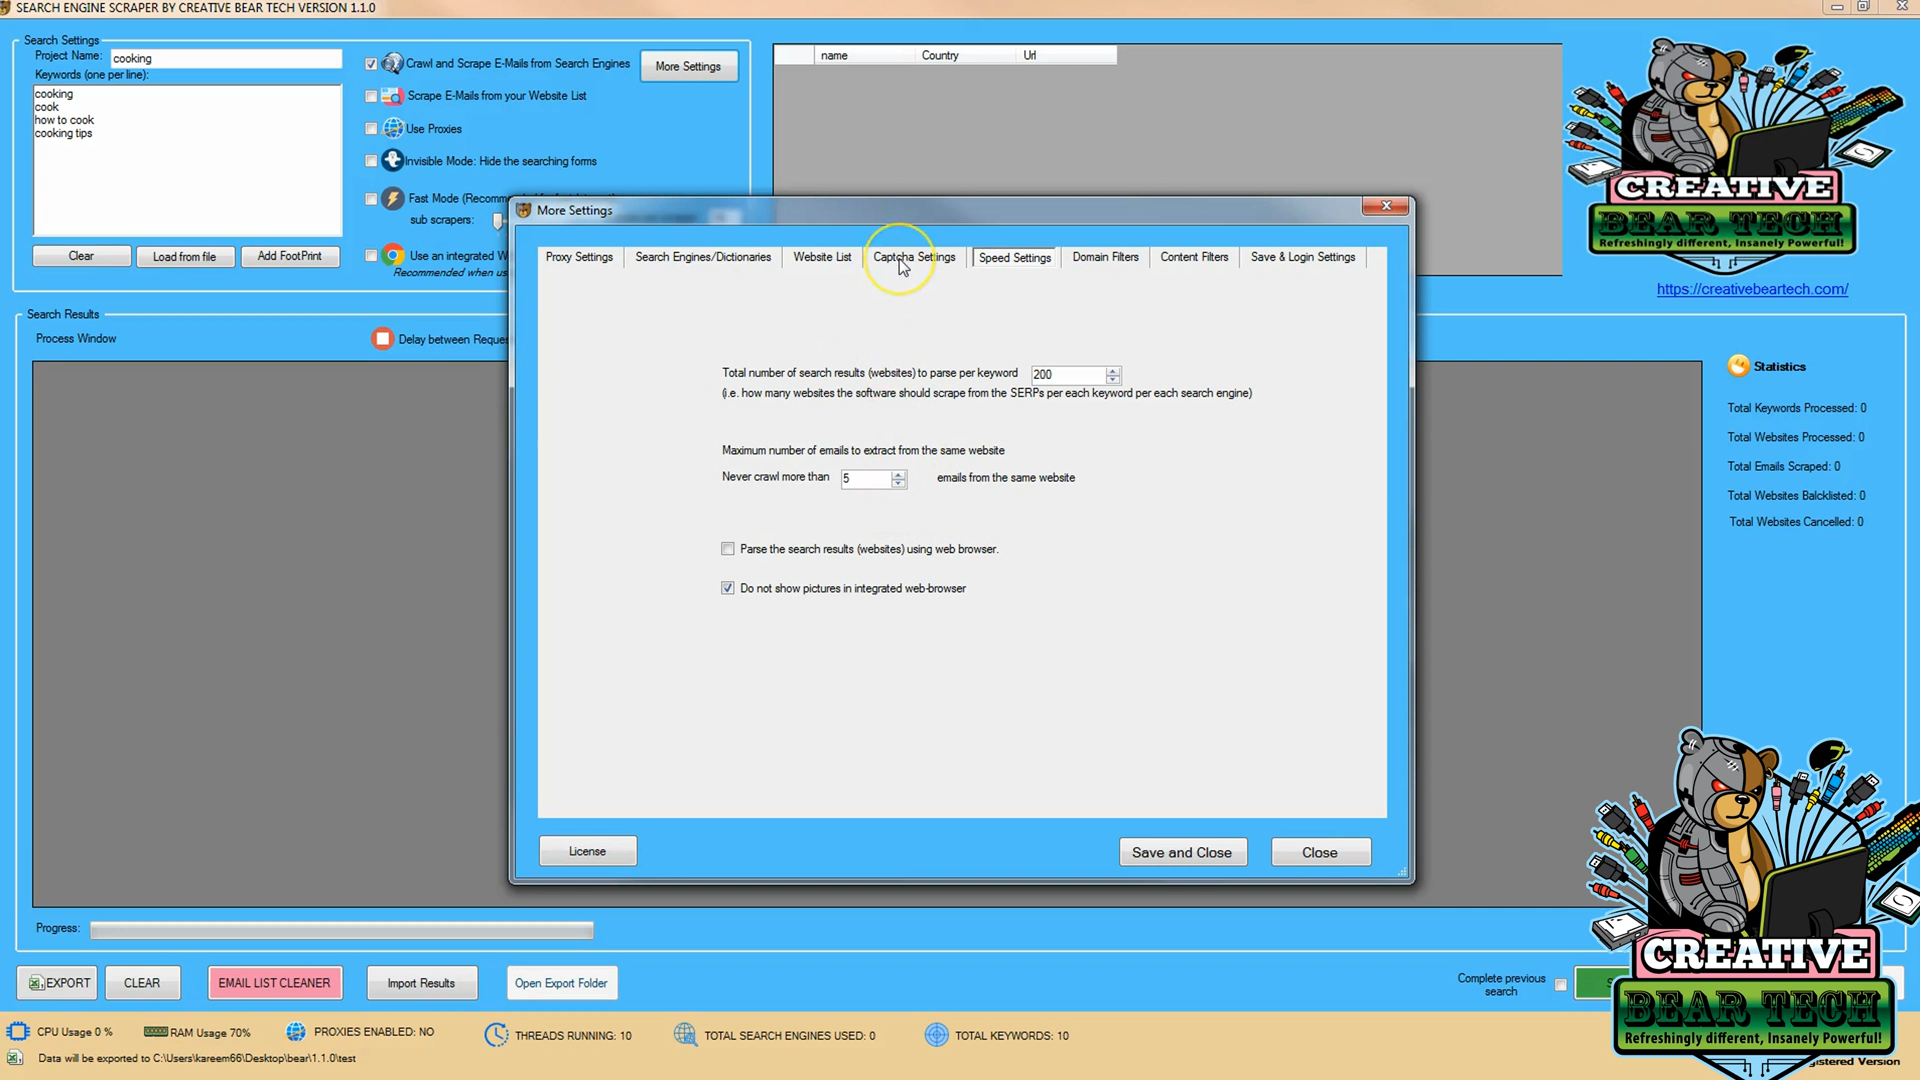 SEARCH ENGINE SCRAPER BY CREATIVE BEAR TECH VERSION 1.1.0
Search Settings
Project Name: cooking
Keywords (one per line):
cooking
cook
how to cook
cooking tips
Clear
Load from file
Add FootPrint
Crawl and Scrape E-Mails from Search Engines
More Settings
Scrape E-Mails from your Website List
Use Proxies
Invisible Mode: Hide the searching forms
Fast Mode (Recomm
sub scrapers:
Use an integrated W
Recommended when us
name Country Url
CREATIVE
BEAR TECH
Refreshingly different, Insanely Powerful!
https://creativebeartech.com/
More Settings
Proxy Settings
Search Engines/Dictionaries
Website List
Captcha Settings
Speed Settings
Domain Filters
Content Filters
Save & Login Settings
Total number of search results (websites) to parse per keyword 200
(i.e. how many websites the software should scrape from the SERPs per each keyword per each search engine)
Maximum number of emails to extract from the same website
Never crawl more than 5 emails from the same website
Parse the search results (websites) using web browser.
Do not show pictures in integrated web-browser
License
Save and Close
Close
Search Results
Process Window
Delay between Reque
Statistics
Total Keywords Processed: 0
Total Websites Processed: 0
Total Emails Scraped: 0
Total Websites Balcklisted: 0
Total Websites Cancelled: 0
Progress:
EXPORT
CLEAR
EMAIL LIST CLEANER
Import Results
Open Export Folder
Complete previous
search
CREATIVE
BEAR TECH
Refreshingly different, Insanely Powerful!
CPU Usage 0 %
RAM Usage 70%
PROXIES ENABLED: NO
THREADS RUNNING: 10
TOTAL SEARCH ENGINES USED: 0
TOTAL KEYWORDS: 10
Data will be exported to C:\Users\kareem66\Desktop\bear\1.1.0\test
gistered Version